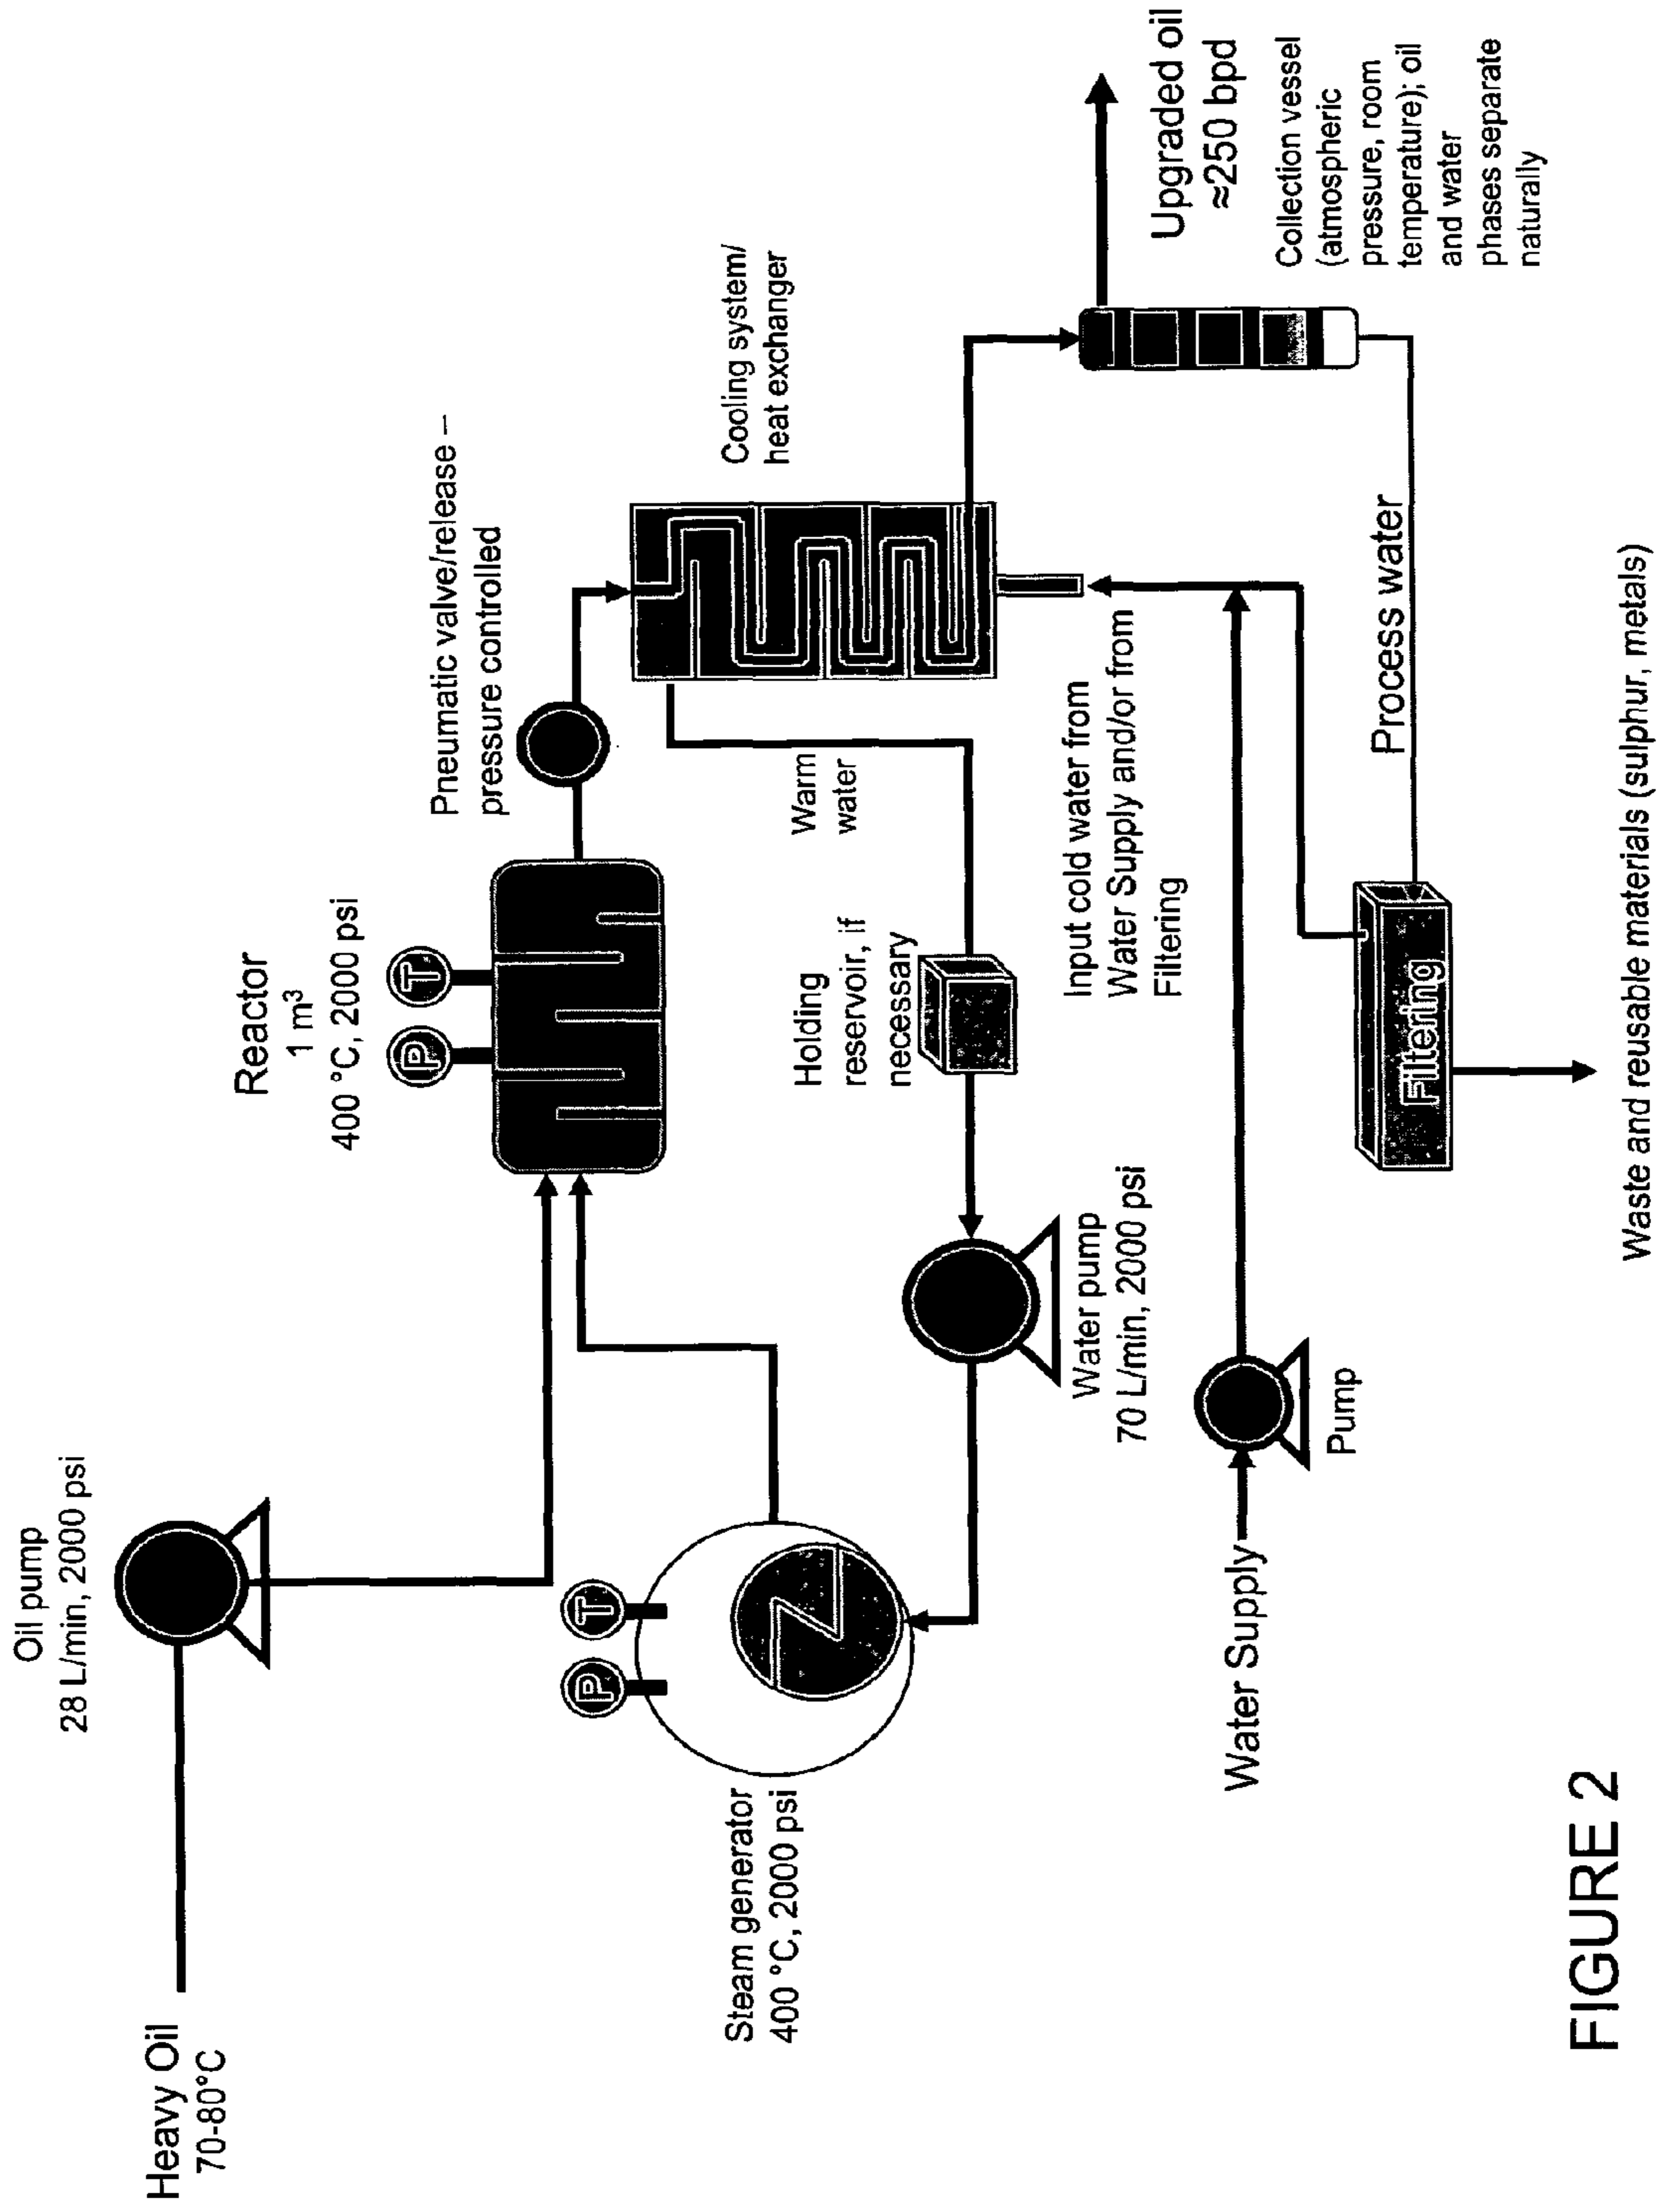 Heavy Oil
70-80°C
Oil pump
28 L/min, 2000 psi
Reactor
1 m³
400 °C, 2000 psi
P
T
Pneumatic valve/release –
pressure controlled
Cooling system/
heat exchanger
Upgraded oil
≈250 bpd
Collection vessel
(atmospheric
pressure, room
temperature); oil
and water
phases separate
naturally
Steam generator
400 °C, 2000 psi
P
T
Warm
water
Holding
reservoir, if
necessary
Water pump
70 L/min, 2000 psi
Input cold water from
Water Supply and/or from
Filtering
Water Supply
Pump
Process water
Filtering
Waste and reusable materials (sulphur, metals)
FIGURE 2